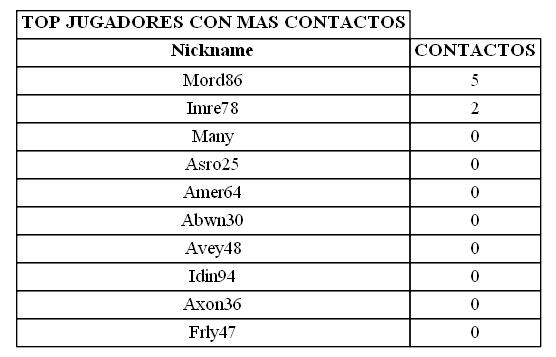 TOP JUGADORES CON MAS CONTACTOS
Nickname CONTACTOS
Mord86 5
Imre78 2
Many 0
Asro25 0
Amer64 0
Abwn30 0
Avey48 0
Idin94 0
Axon36 0
Frly47 0